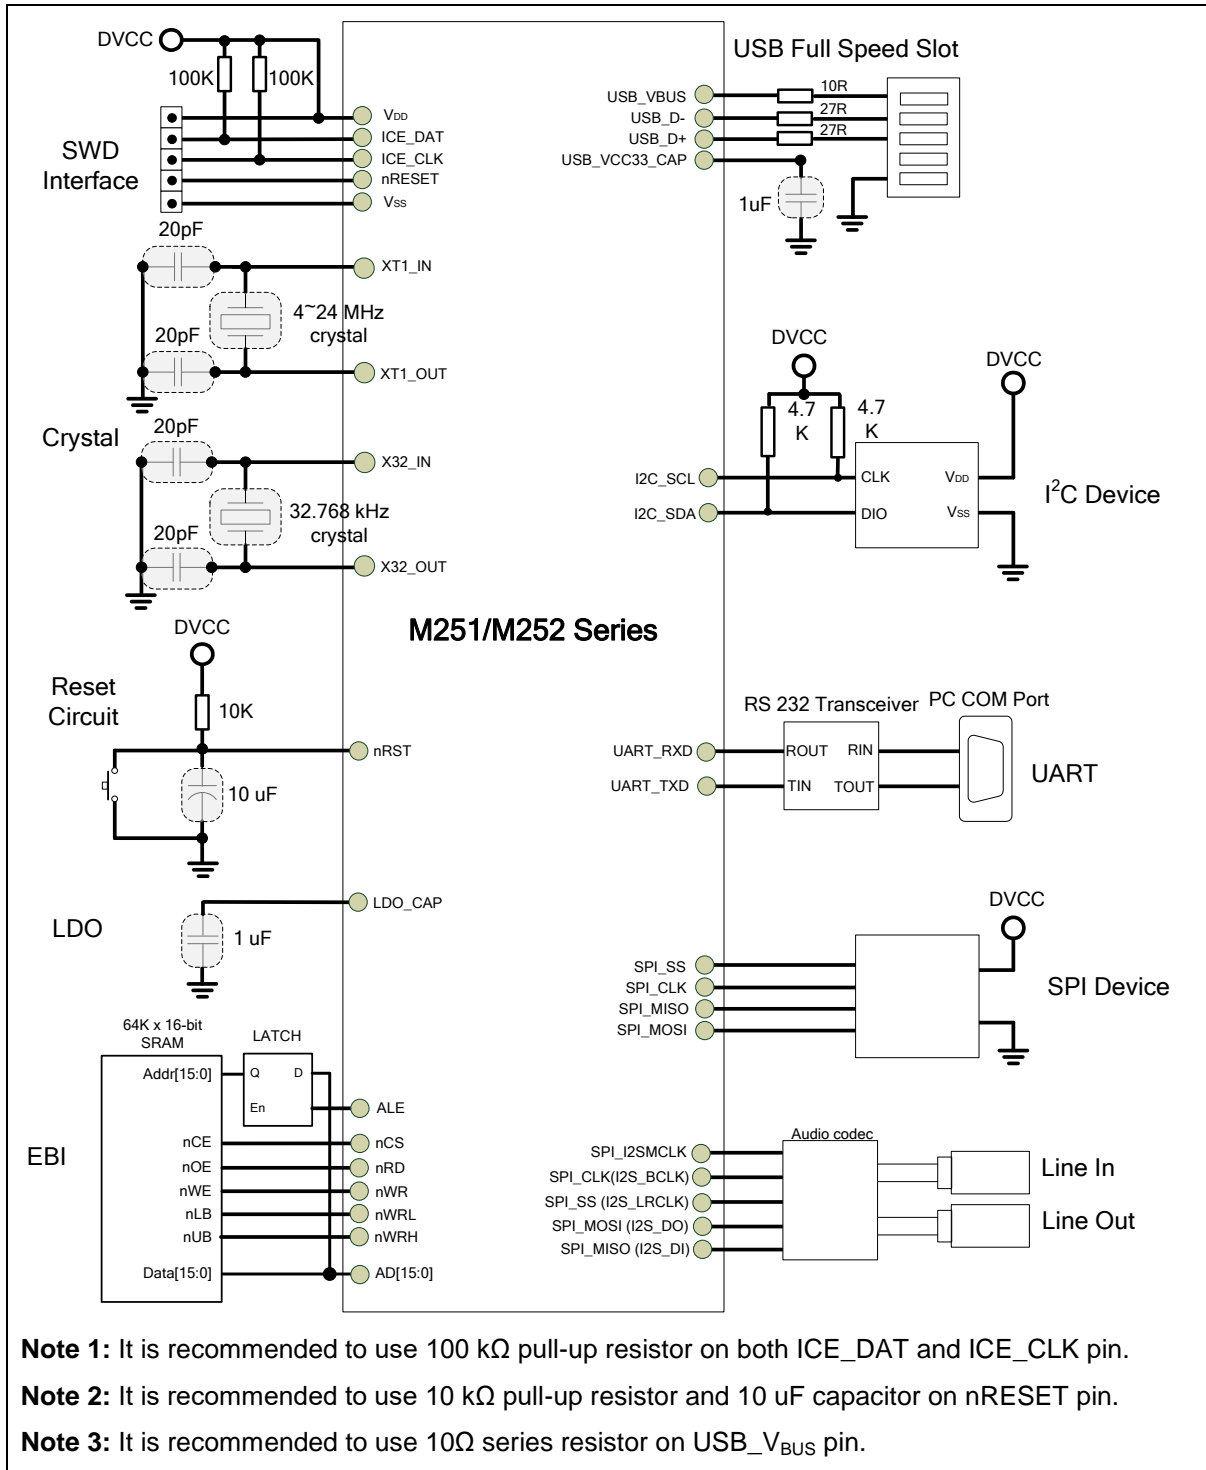 DVCC
100K
100K
SWD
Interface
VDD
ICE_DAT
ICE_CLK
nRESET
VSS
USB Full Speed Slot
USB_VBUS
10R
USB_D-
27R
USB_D+
27R
USB_VCC33_CAP
1uF
20pF
XT1_IN
4~24 MHz
crystal
20pF
XT1_OUT
Crystal
20pF
X32_IN
32.768 kHz
crystal
20pF
X32_OUT
DVCC
4.7
K
4.7
K
DVCC
I2C_SCL
CLK
VDD
I2C_SDA
DIO
VSS
I2C Device
M251/M252 Series
DVCC
Reset
Circuit
10K
nRST
10 uF
RS 232 Transceiver
PC COM Port
UART_RXD
ROUT
RIN
UART_TXD
TIN
TOUT
UART
LDO
LDO_CAP
1 uF
DVCC
SPI_SS
SPI_CLK
SPI_MISO
SPI_MOSI
SPI Device
64K x 16-bit
SRAM
LATCH
Addr[15:0]
Q
D
En
ALE
EBI
nCE
nCS
nOE
nRD
nWE
nWR
nLB
nWRL
nUB
nWRH
Data[15:0]
AD[15:0]
Audio codec
SPI_I2SMCLK
SPI_CLK(I2S_BCLK)
SPI_SS (I2S_LRCLK)
SPI_MOSI (I2S_DO)
SPI_MISO (I2S_DI)
Line In
Line Out
Note 1: It is recommended to use 100 kΩ pull-up resistor on both ICE_DAT and ICE_CLK pin.
Note 2: It is recommended to use 10 kΩ pull-up resistor and 10 uF capacitor on nRESET pin.
Note 3: It is recommended to use 10Ω series resistor on USB_VBUS pin.